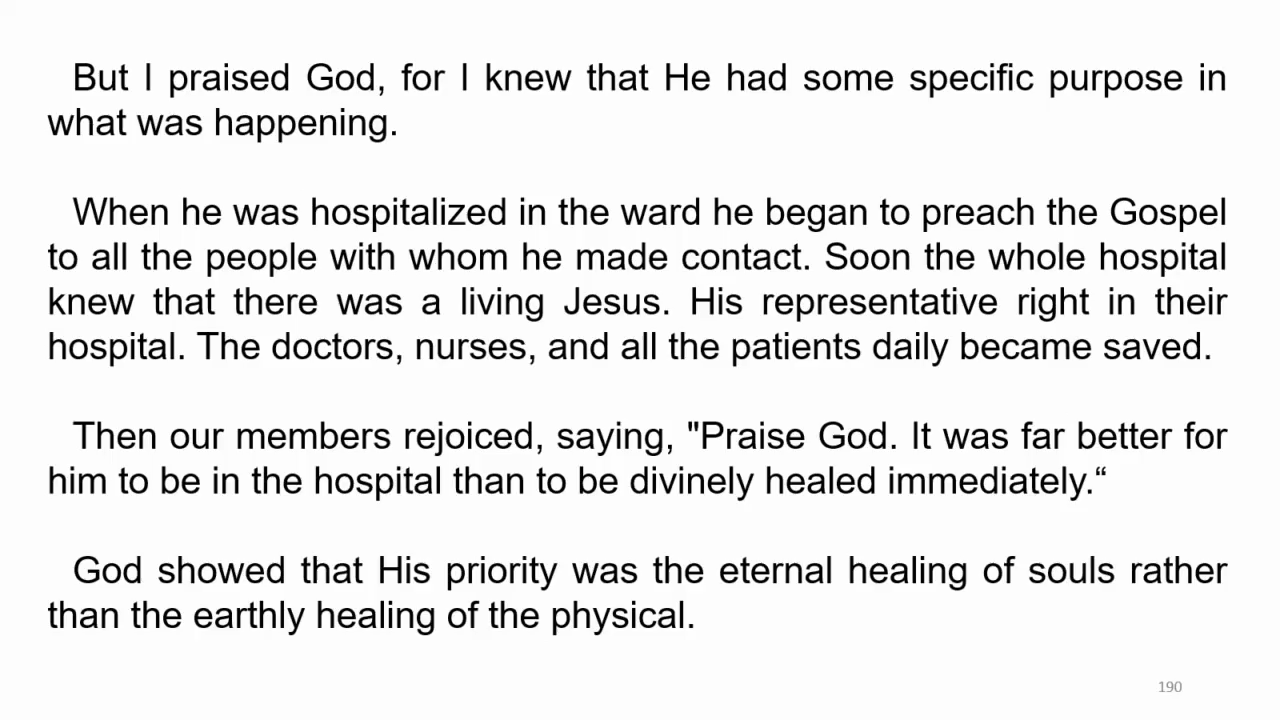 But I praised God, for I knew that He had some specific purpose in
what was happening.
When he was hospitalized in the ward he began to preach the Gospel
to all the people with whom he made contact. Soon the whole hospital
knew that there was a living Jesus. His representative right in their
hospital. The doctors, nurses, and all the patients daily became saved.
Then our members rejoiced, saying, "Praise God. It was far better for
him to be in the hospital than to be divinely healed immediately.“
God showed that His priority was the eternal healing of souls rather
than the earthly healing of the physical.
190